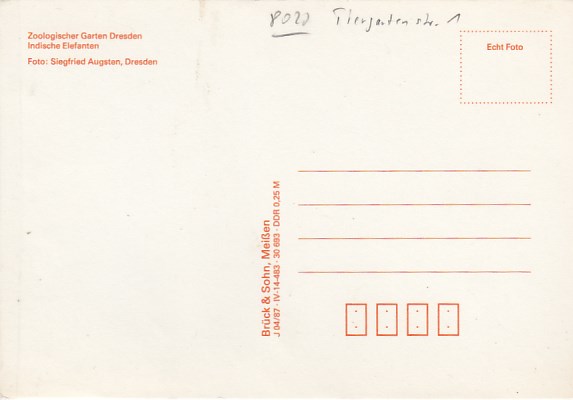 8020 Tiergartenstr. 1
Zoologischer Garten Dresden
Indische Elefanten
Foto: Siegfried Augsten, Dresden
Echt Foto
Brück & Sohn, Meißen
J 04/87 · IV-14-483 · 30 693 · DDR 0,25 M